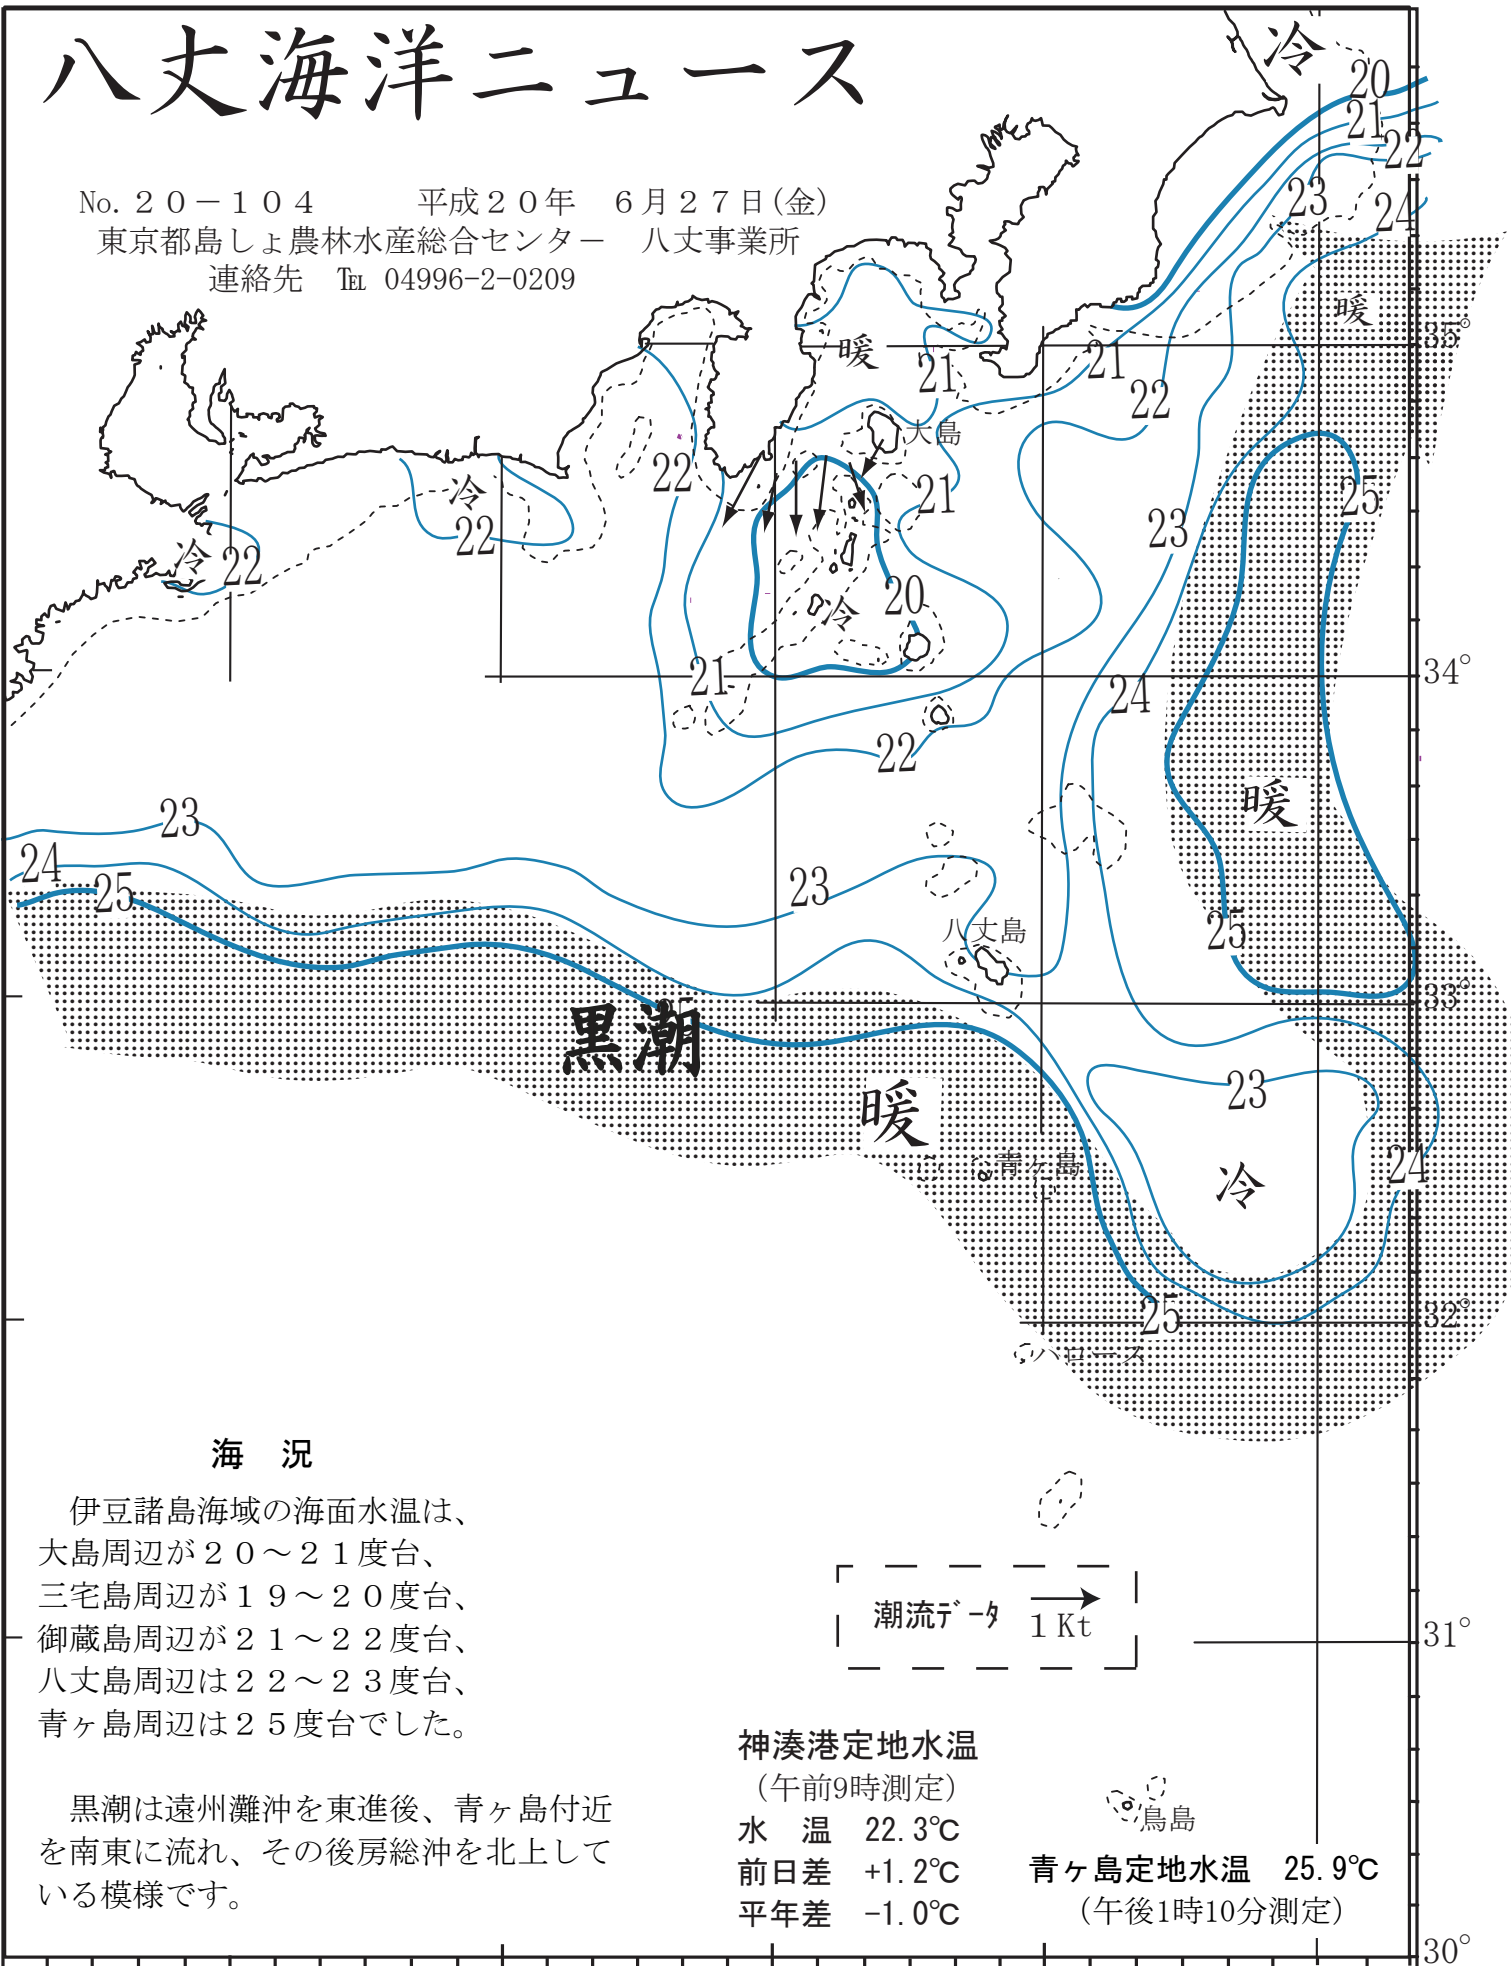 八丈海洋ニュース
No.２０－１０４　　　平成２０年　６月２７日(金)
東京都島しょ農林水産総合センター　八丈事業所
連絡先　℡ 04996-2-0209
冷
20
21
22
23
24
暖
35°
暖
21
21
22
大島
22
冷
22
21
25
23
冷
22
20
冷
21
34°
24
22
暖
23
24
25
23
八丈島
25
33°
黒潮
暖
23
青ヶ島
24
冷
25
32°
ハロース
海　況
伊豆諸島海域の海面水温は、
大島周辺が２０～２１度台、
三宅島周辺が１９～２０度台、
御蔵島周辺が２１～２２度台、
八丈島周辺は２２～２３度台、
青ヶ島周辺は２５度台でした。
黒潮は遠州灘沖を東進後、青ヶ島付近
を南東に流れ、その後房総沖を北上して
いる模様です。
潮流ﾃﾞｰﾀ
1 Kt
31°
神湊港定地水温
(午前9時測定)
水　温　22.3℃
前日差　+1.2℃
平年差　-1.0℃
鳥島
青ヶ島定地水温　25.9℃
(午後1時10分測定)
30°